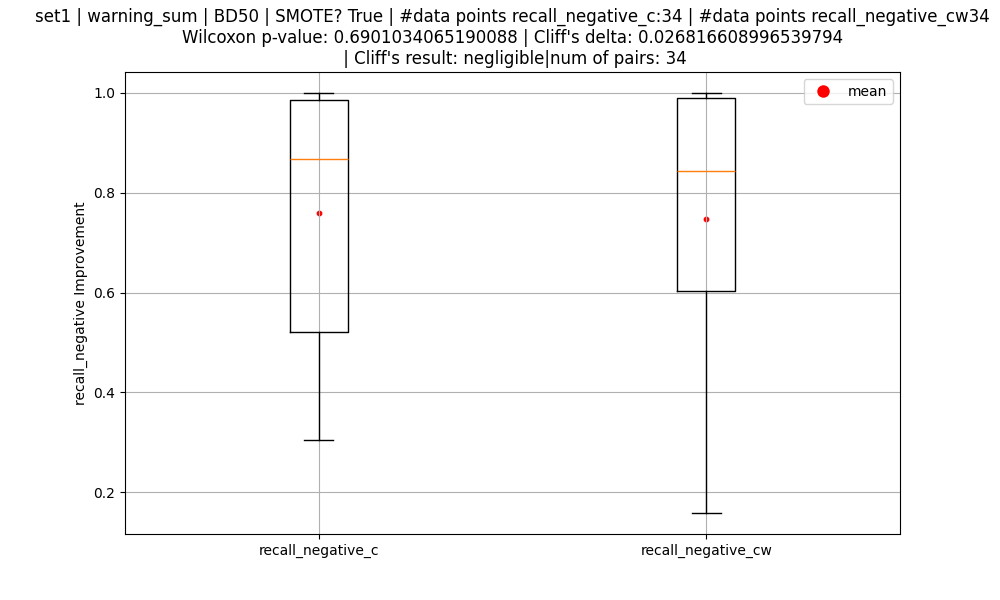 set1 | warning_sum | BD50 | SMOTE? True | #data points recall_negative_c:34 | #data points recall_negative_cw34
Wilcoxon p-value: 0.6901034065190088 | Cliff's delta: 0.026816608996539794
| Cliff's result: negligible|num of pairs: 34
mean
1.0
0.8
0.6
0.4
0.2
recall_negative Improvement
recall_negative_c
recall_negative_cw